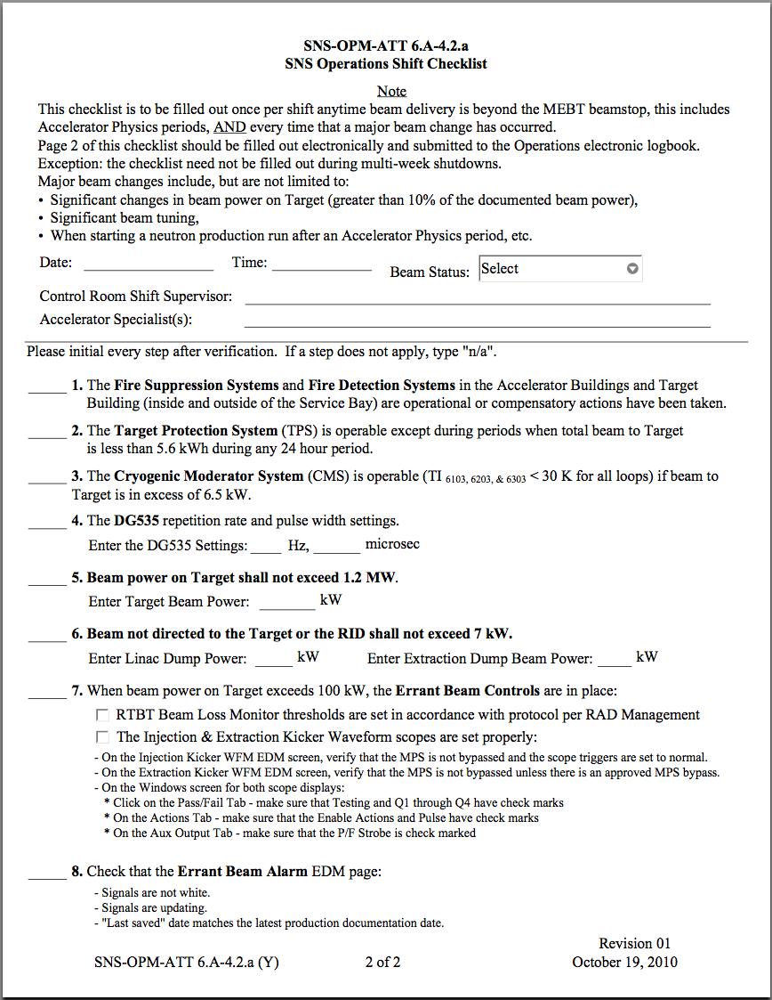 SNS-OPM-ATT 6.A-4.2.a
SNS Operations Shift Checklist
Note
This checklist is to be filled out once per shift anytime beam delivery is beyond the MEBT beamstop, this includes
Accelerator Physics periods, AND every time that a major beam change has occurred.
Page 2 of this checklist should be filled out electronically and submitted to the Operations electronic logbook.
Exception: the checklist need not be filled out during multi-week shutdowns.
Major beam changes include, but are not limited to:
• Significant changes in beam power on Target (greater than 10% of the documented beam power),
• Significant beam tuning,
• When starting a neutron production run after an Accelerator Physics period, etc.
Date: ________ Time: ________ Beam Status: Select
Control Room Shift Supervisor: ________
Accelerator Specialist(s): ________
Please initial every step after verification. If a step does not apply, type "n/a".
_____ 1. The Fire Suppression Systems and Fire Detection Systems in the Accelerator Buildings and Target
Building (inside and outside of the Service Bay) are operational or compensatory actions have been taken.
_____ 2. The Target Protection System (TPS) is operable except during periods when total beam to Target
is less than 5.6 kWh during any 24 hour period.
_____ 3. The Cryogenic Moderator System (CMS) is operable (TI 6103, 6203, & 6303 < 30 K for all loops) if beam to
Target is in excess of 6.5 kW.
_____ 4. The DG535 repetition rate and pulse width settings.
Enter the DG535 Settings: ____ Hz, ______ microsec
_____ 5. Beam power on Target shall not exceed 1.2 MW.
Enter Target Beam Power: _______ kW
_____ 6. Beam not directed to the Target or the RID shall not exceed 7 kW.
Enter Linac Dump Power: _____ kW Enter Extraction Dump Beam Power: ____ kW
_____ 7. When beam power on Target exceeds 100 kW, the Errant Beam Controls are in place:
RTBT Beam Loss Monitor thresholds are set in accordance with protocol per RAD Management
The Injection & Extraction Kicker Waveform scopes are set properly:
- On the Injection Kicker WFM EDM screen, verify that the MPS is not bypassed and the scope triggers are set to normal.
- On the Extraction Kicker WFM EDM screen, verify that the MPS is not bypassed unless there is an approved MPS bypass.
- On the Windows screen for both scope displays:
* Click on the Pass/Fail Tab - make sure that Testing and Q1 through Q4 have check marks
* On the Actions Tab - make sure that the Enable Actions and Pulse have check marks
* On the Aux Output Tab - make sure that the P/F Strobe is check marked
_____ 8. Check that the Errant Beam Alarm EDM page:
- Signals are not white.
- Signals are updating.
- "Last saved" date matches the latest production documentation date.
Revision 01
SNS-OPM-ATT 6.A-4.2.a (Y) 2 of 2 October 19, 2010